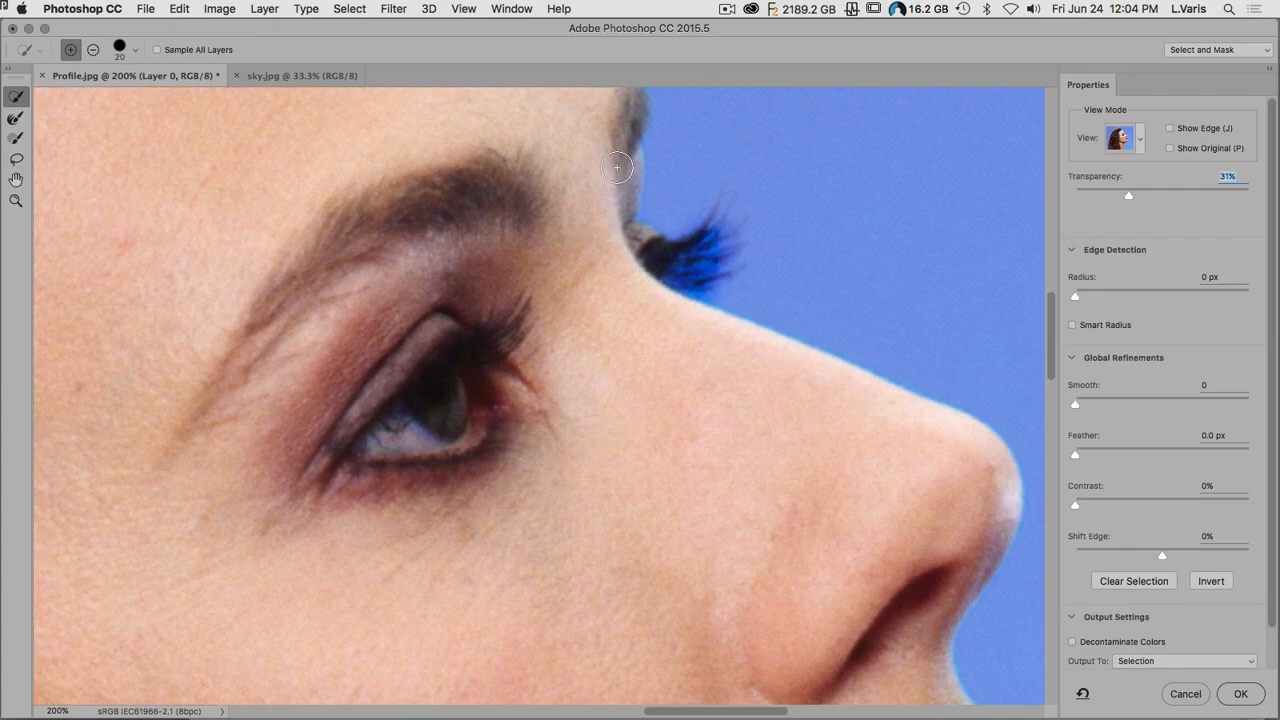 Photoshop CC File Edit Image Layer Type Select Filter 3D View Window Help 2189.2 GB 16.2 GB Fri Jun 24 12:04 PM L.Varis
Adobe Photoshop CC 2015.5
20 Sample All Layers Select and Mask
Profile.jpg @ 200% (Layer 0, RGB/8) * sky.jpg @ 33.3% (RGB/8)
Properties
View Mode
View: Show Edge (J)
Show Original (P)
Transparency: 31%
Edge Detection
Radius: 0 px
Smart Radius
Global Refinements
Smooth: 0
Feather: 0.0 px
Contrast: 0%
Shift Edge: 0%
Clear Selection Invert
Output Settings
Decontaminate Colors
Output To: Selection
Cancel OK
200% sRGB IEC61966-2.1 (8bpc)